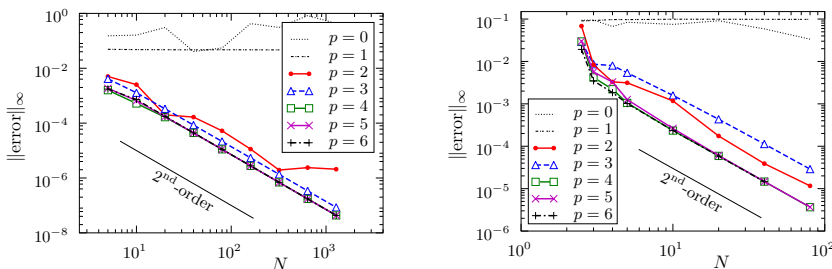 10^0
10^{-2}
10^{-4}
10^{-6}
10^{-8}
‖error‖_∞
10^1
10^2
10^3
N
2^{nd}-order
p = 0
p = 1
p = 2
p = 3
p = 4
p = 5
p = 6
10^{-1}
10^{-2}
10^{-3}
10^{-4}
10^{-5}
10^{-6}
‖error‖_∞
10^0
10^1
10^2
N
2^{nd}-order
p = 0
p = 1
p = 2
p = 3
p = 4
p = 5
p = 6